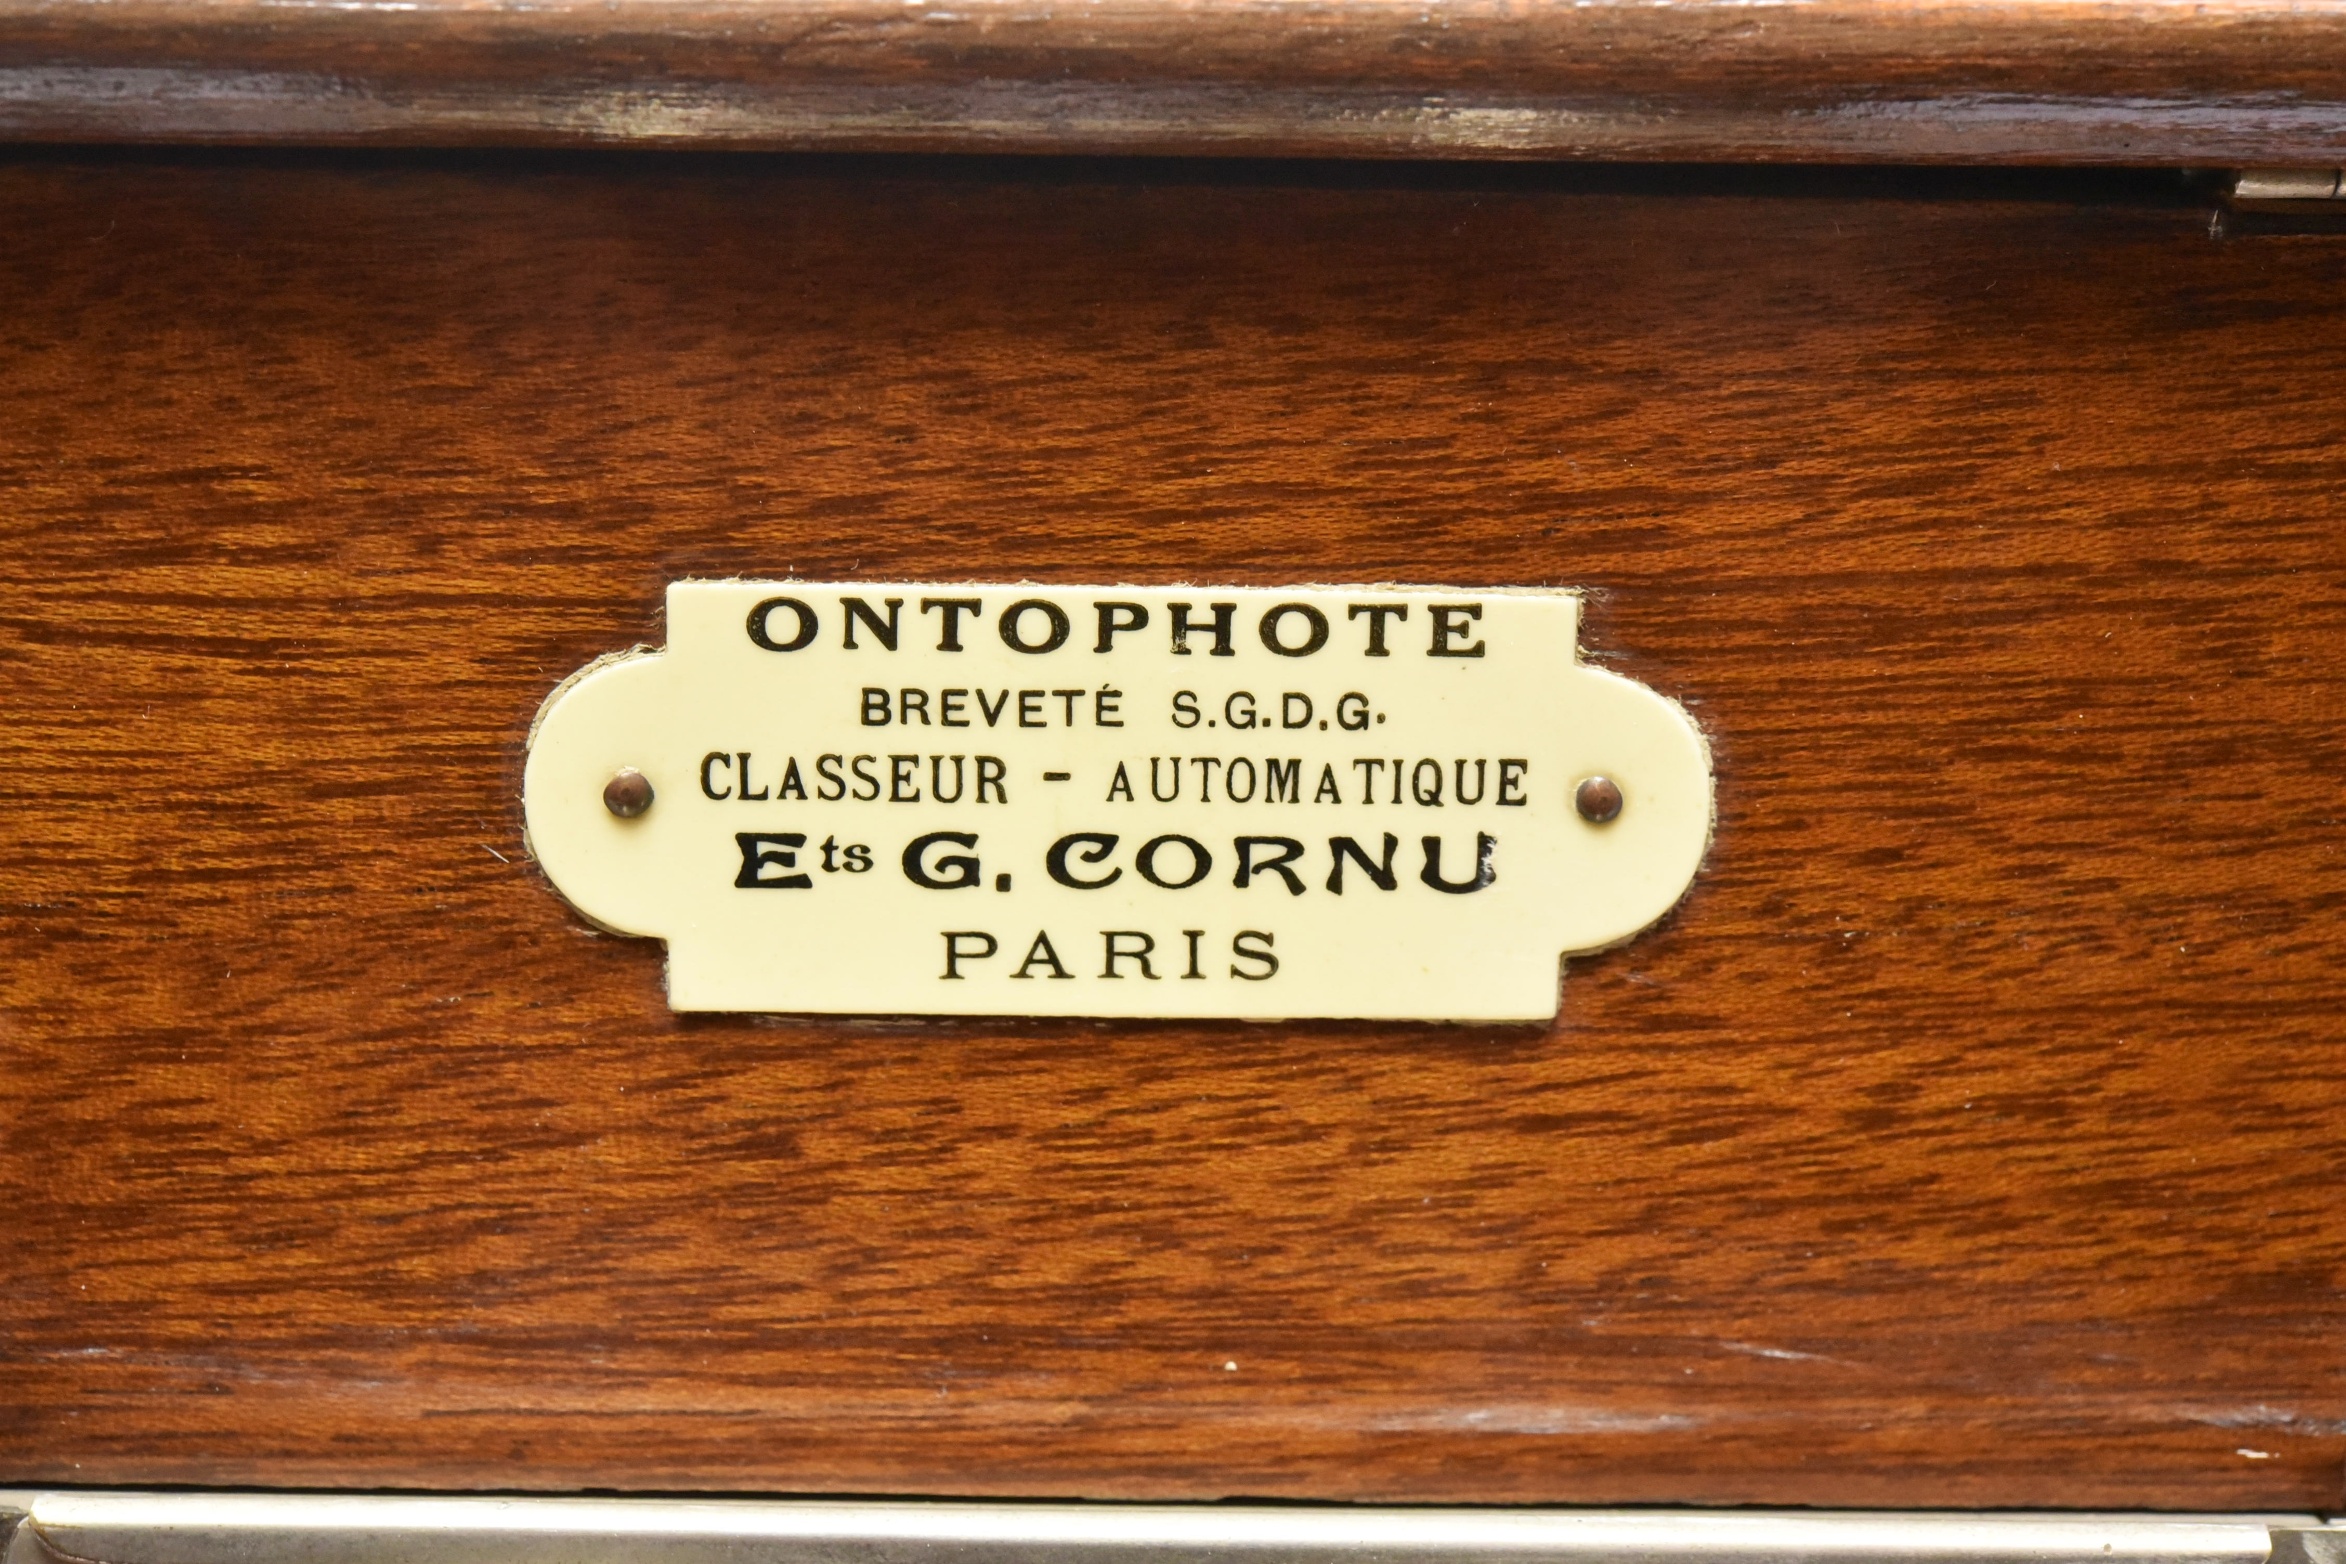 ONTOPHOTE
BREVETÉ S.G.D.G.
CLASSEUR - AUTOMATIQUE
Ets G. CORNU
PARIS